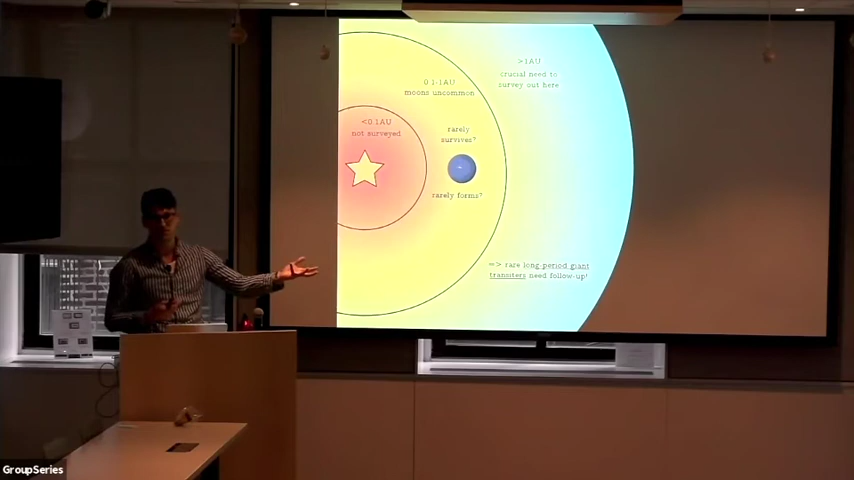 >1AU
crucial need to
survey out here
0.1-1AU
moons uncommon
<0.1AU
not surveyed
rarely
survives?
rarely forms?
=> rare long-period giant
transiters need follow-up!
GroupSeries